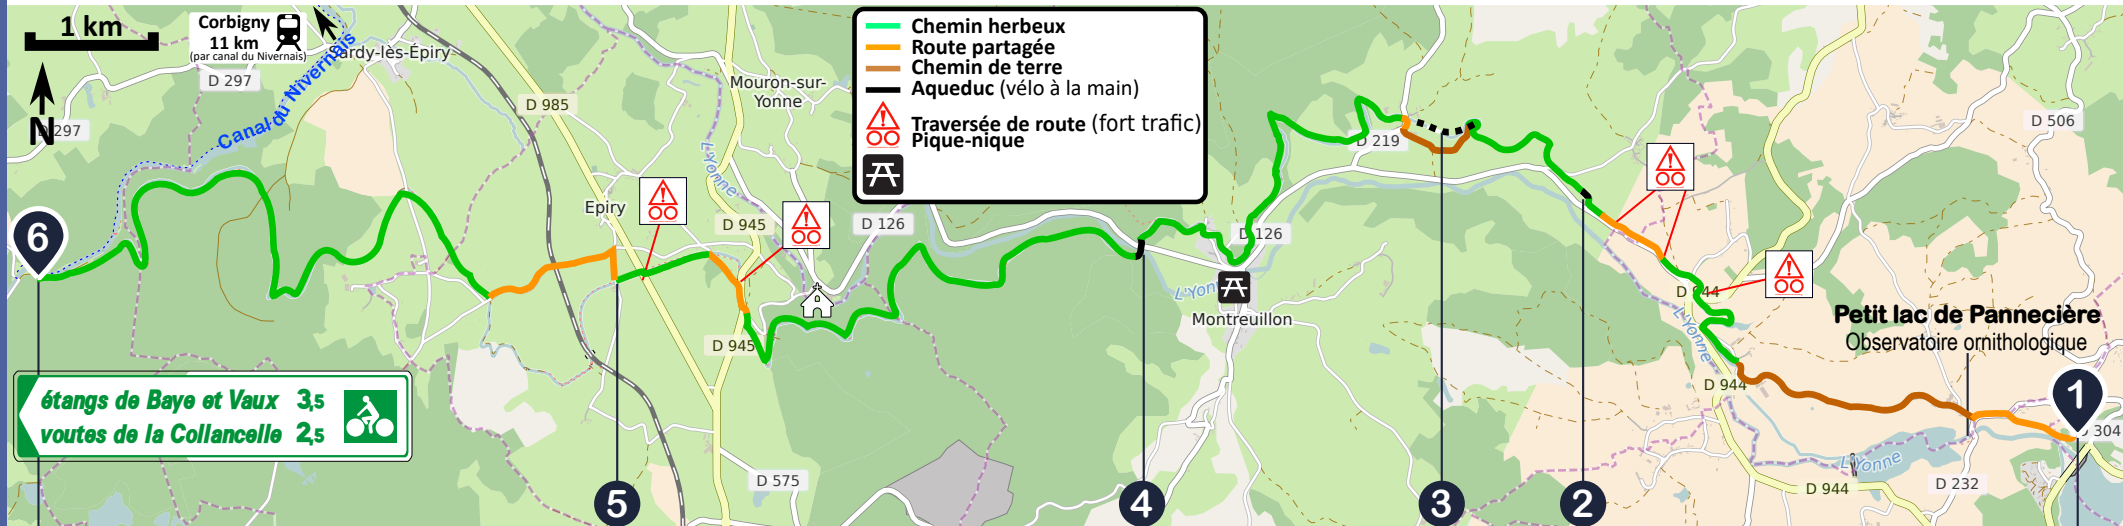 1 km
N
Corbigny
11 km
(par canal du Nivernais)
Canal du Nivernais
ardy-lès-Épiry
D 297
D 297
D 985
Mouron-sur-
Yonne
L'Yonne
Epiry
D 945
D 126
D 945
D 575
Chemin herbeux
Route partagée
Chemin de terre
Aqueduc (vélo à la main)
Traversée de route (fort trafic)
Pique-nique
D 219
D 126
L'Yonn
Montreuillon
D 506
D 944
L'Yonne
D 944
Petit lac de Pannecière
Observatoire ornithologique
D 304
L'Yonne
D 944
D 232
étangs de Baye et Vaux 3,5
voutes de la Collancelle 2,5
6
5
4
3
2
1